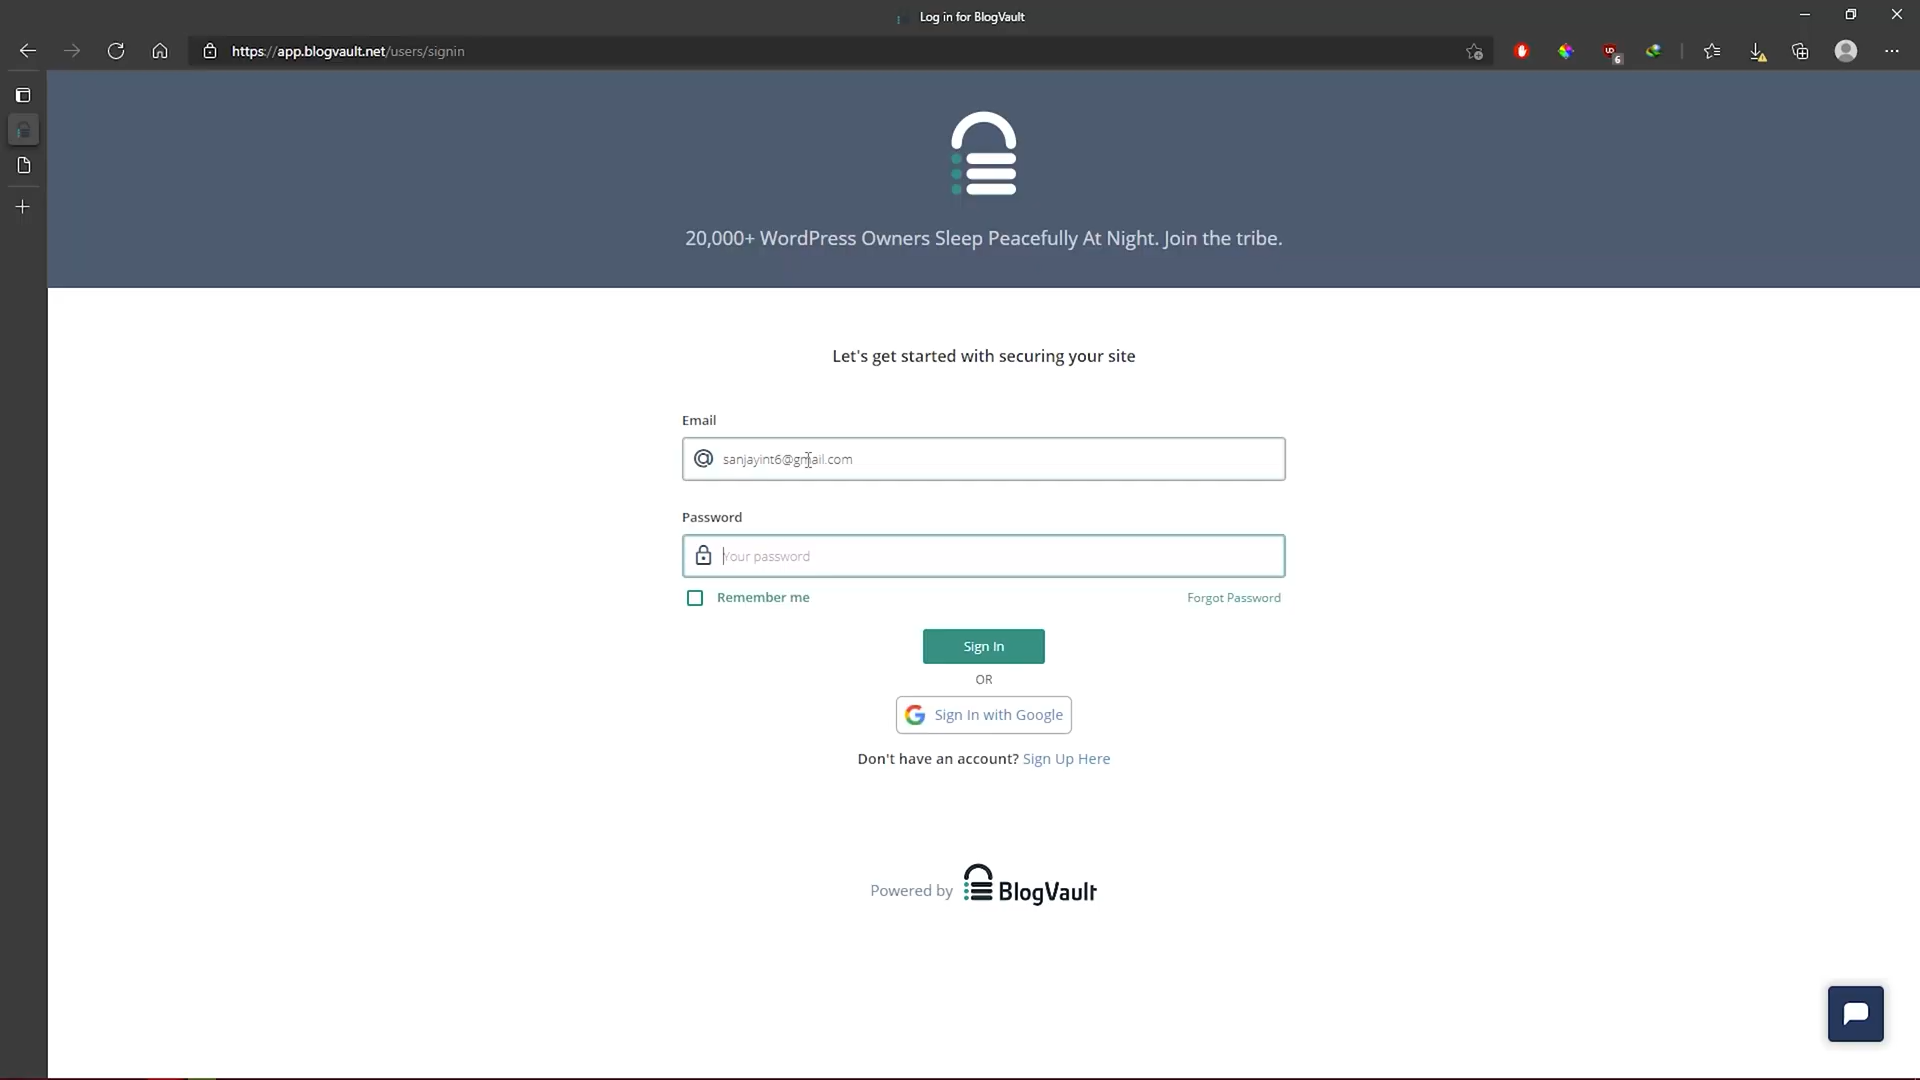 Log in for BlogVault
https://app.blogvault.net/users/signin
6
20,000+ WordPress Owners Sleep Peacefully At Night. Join the tribe.
Let's get started with securing your site
Email
sanjayint6@gmail.com
Password
Your password
Remember me
Forgot Password
Sign In
OR
Sign In with Google
Don't have an account? Sign Up Here
Powered by BlogVault